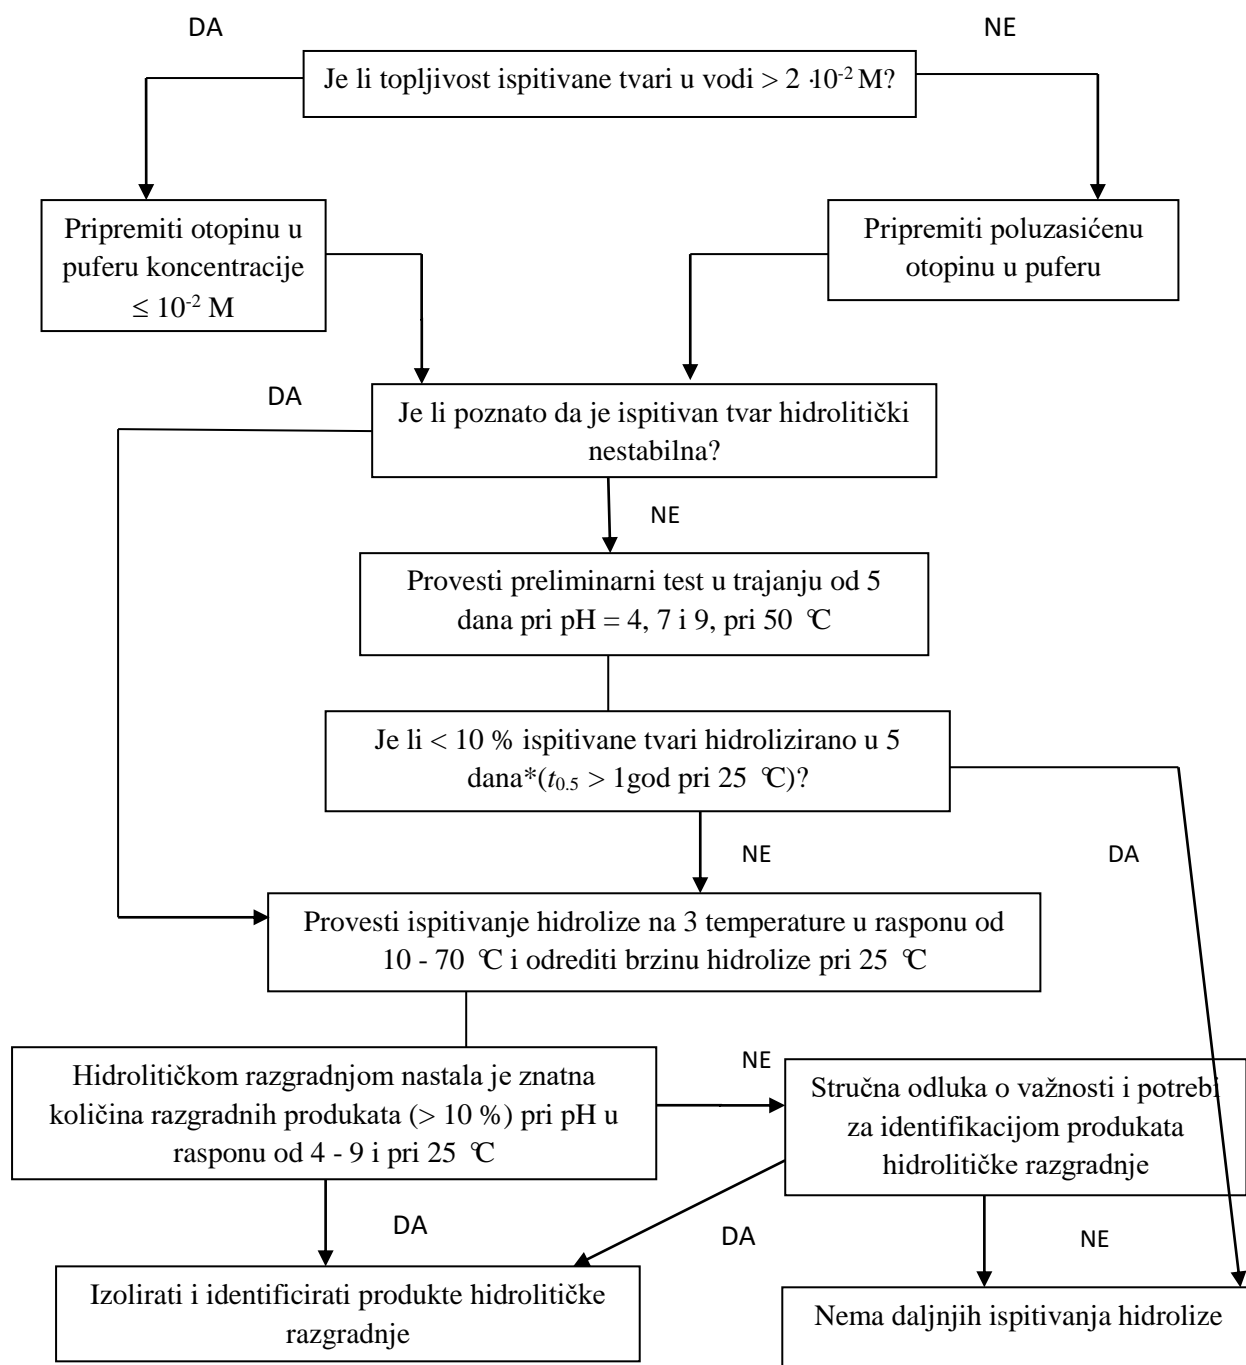 DA
NE
Je li topljivost ispitivane tvari u vodi > 2 ·10⁻² M?
Pripremiti otopinu u
puferu koncentracije
≤ 10⁻² M
Pripremiti poluzasićenu
otopinu u puferu
DA
Je li poznato da je ispitivan tvar hidrolitički
nestabilna?
NE
Provesti preliminarni test u trajanju od 5
dana pri pH = 4, 7 i 9, pri 50 °C
Je li < 10 % ispitivane tvari hidrolizirano u 5
dana*(t₀.₅ > 1god pri 25 °C)?
NE
DA
Provesti ispitivanje hidrolize na 3 temperature u rasponu od
10 - 70 °C i odrediti brzinu hidrolize pri 25 °C
Hidrolitičkom razgradnjom nastala je znatna
količina razgradnih produkata (> 10 %) pri pH u
rasponu od 4 - 9 i pri 25 °C
NE
Stručna odluka o važnosti i potrebi
za identifikacijom produkata
hidrolitičke razgradnje
DA
DA
NE
Izolirati i identificirati produkte hidrolitičke
razgradnje
Nema daljnjih ispitivanja hidrolize